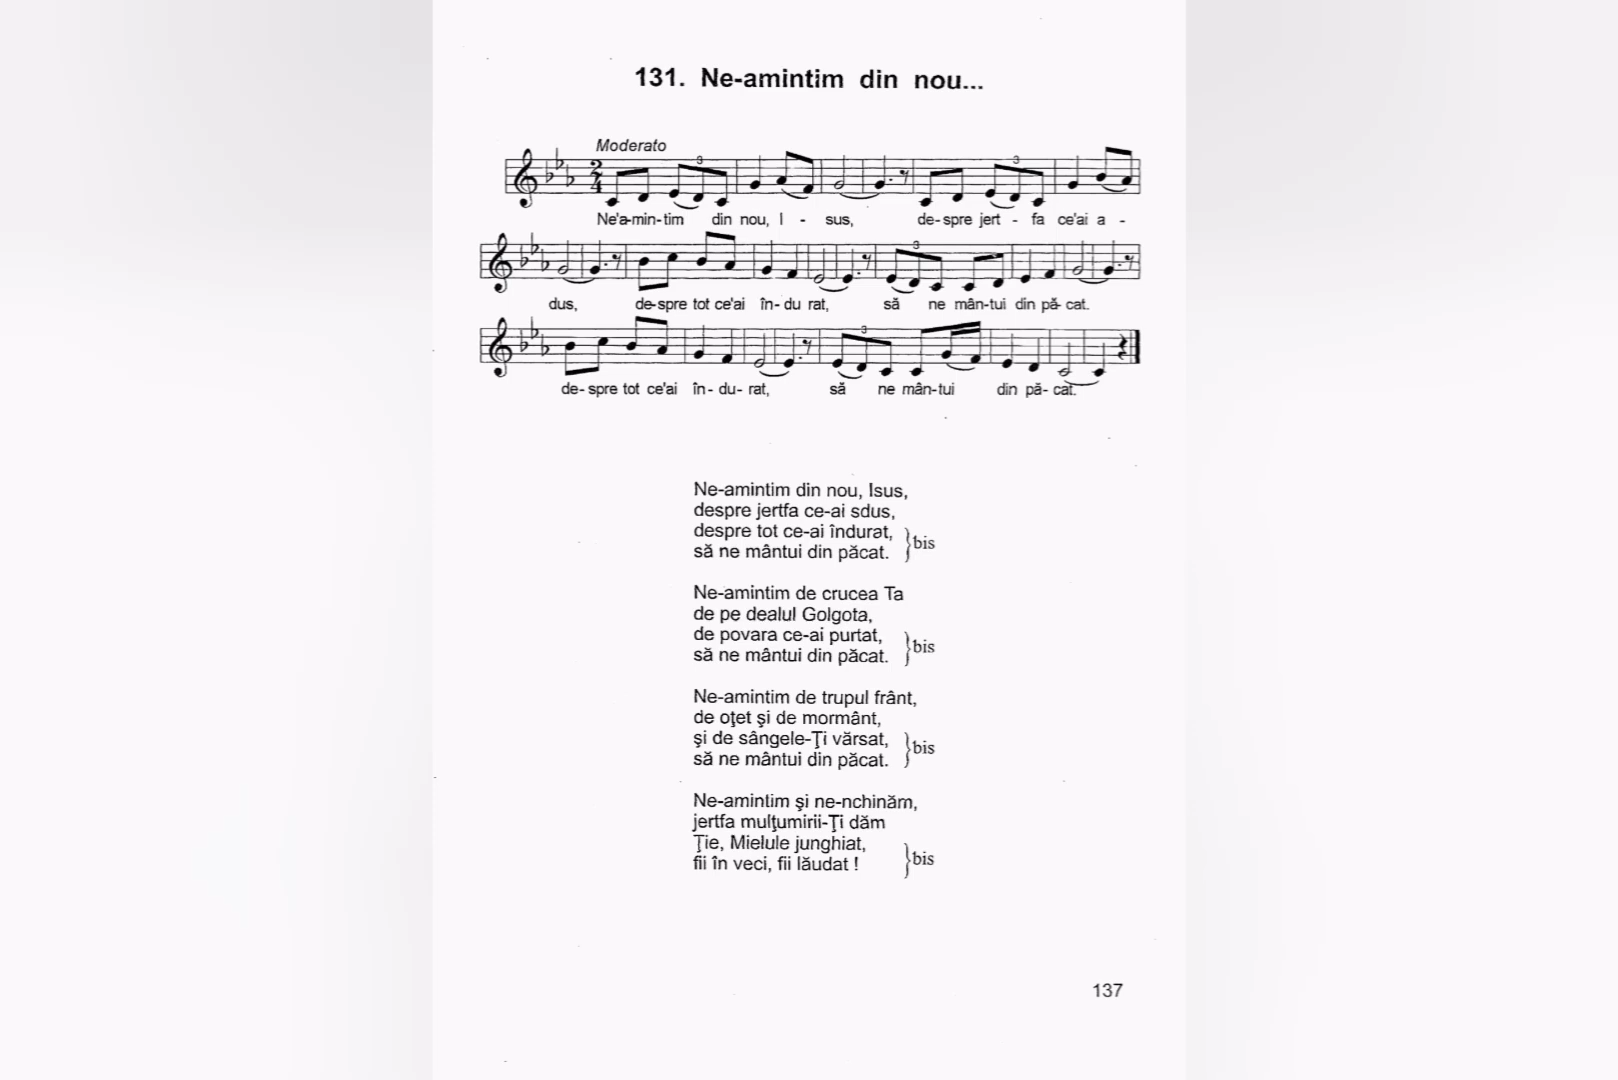 131. Ne-amintim din nou...
Moderato
3 3
2
4
Ne'a-min-tim din nou, I - sus, de-spre jert - fa ce'ai a -
3
dus, de-spre tot ce'ai în-du rat, să ne mân-tui din pă-cat.
3
de-spre tot ce'ai în-du-rat, să ne mân-tui din pă-cat.
Ne-amintim din nou, Isus,
despre jertfa ce-ai sdus,
despre tot ce-ai îndurat,
să ne mântui din păcat. bis
Ne-amintim de crucea Ta
de pe dealul Golgota,
de povara ce-ai purtat,
să ne mântui din păcat. bis
Ne-amintim de trupul frânt,
de oţet şi de mormânt,
şi de sângele-Ţi vărsat,
să ne mântui din păcat. bis
Ne-amintim şi ne-nchinăm,
jertfa mulţumirii-Ţi dăm
Ţie, Mielule junghiat,
fii în veci, fii lăudat ! bis
137